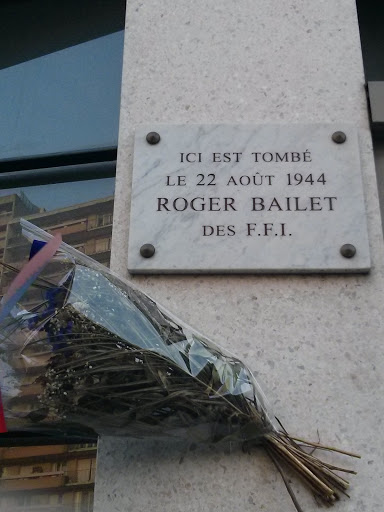 ICI EST TOMBÉ
LE 22 AOÛT 1944
ROGER BAILET
DES F.F.I.